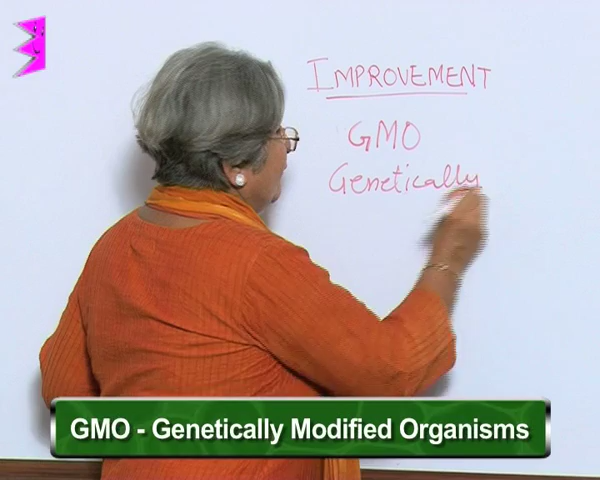 IMPROVEMENT
GMO
Genetically
GMO - Genetically Modified Organisms